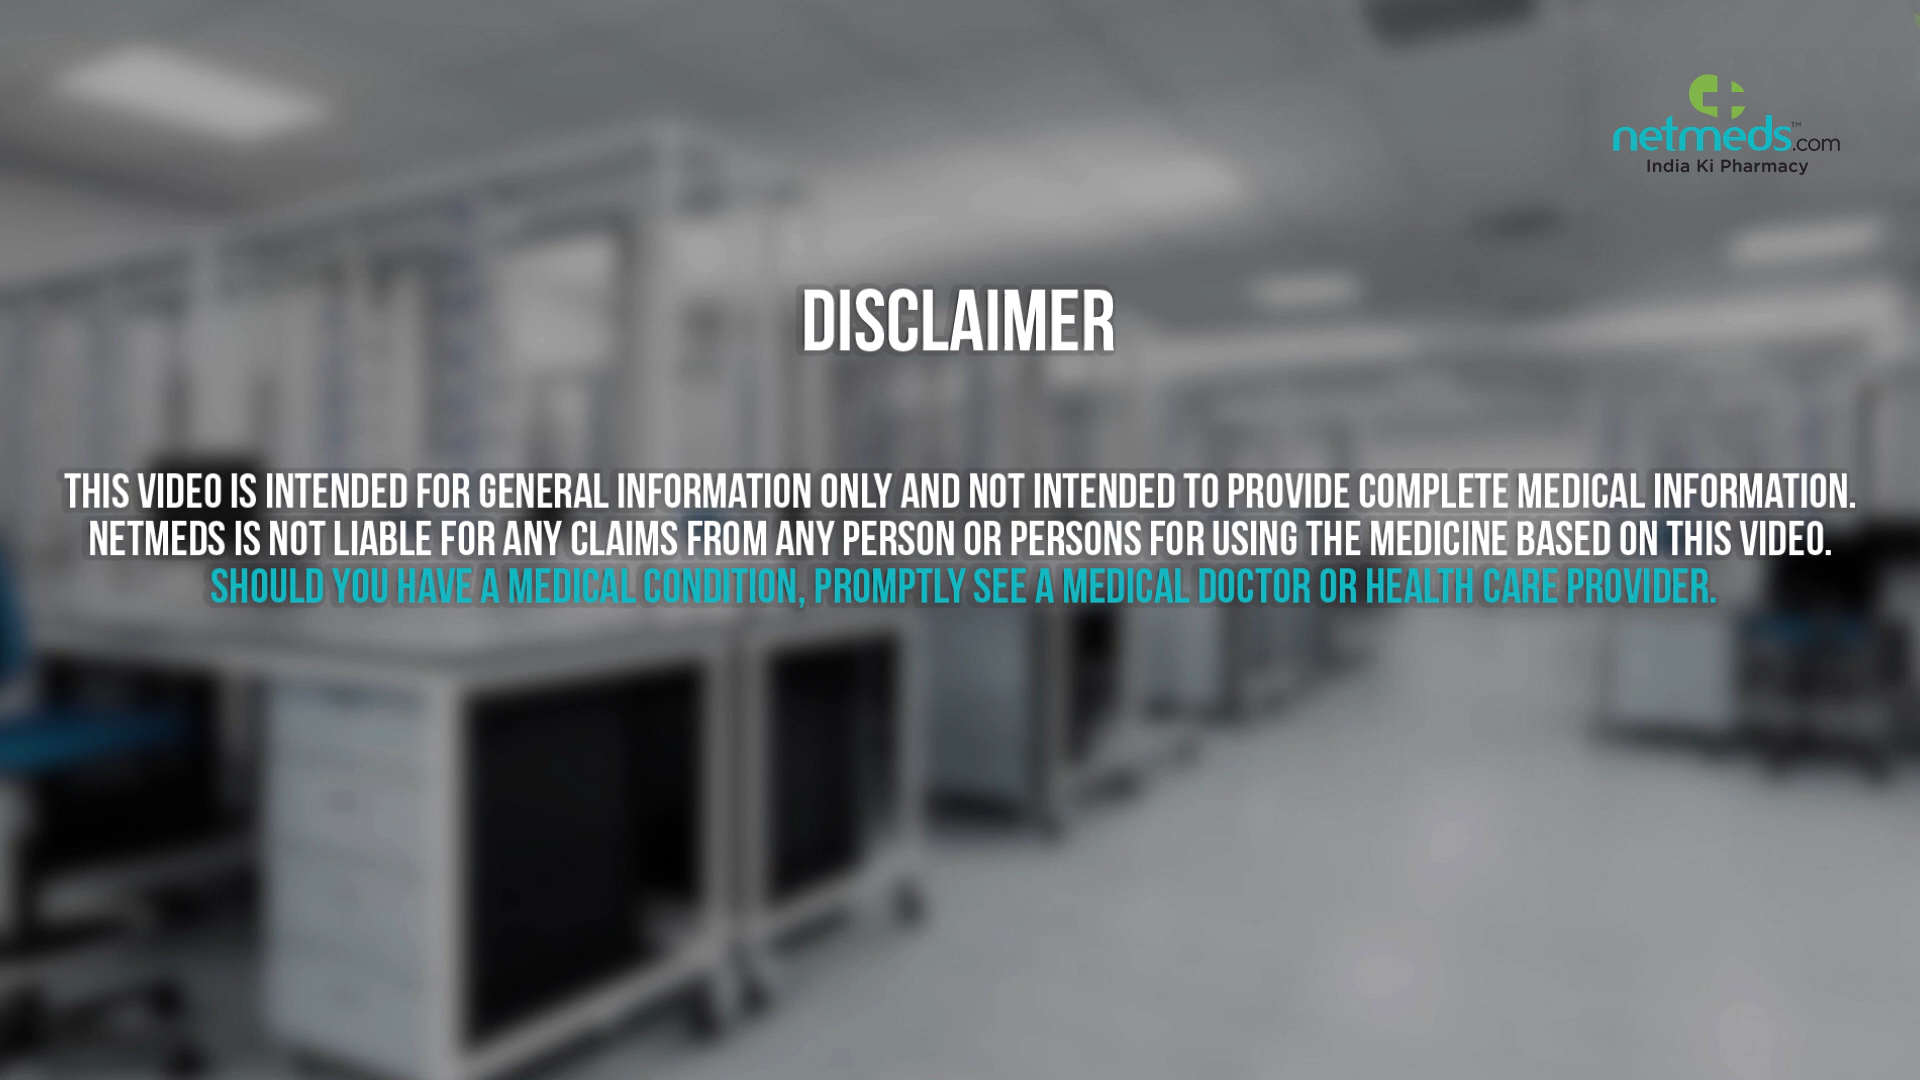 netmeds™.com
India Ki Pharmacy
DISCLAIMER
THIS VIDEO IS INTENDED FOR GENERAL INFORMATION ONLY AND NOT INTENDED TO PROVIDE COMPLETE MEDICAL INFORMATION.
NETMEDS IS NOT LIABLE FOR ANY CLAIMS FROM ANY PERSON OR PERSONS FOR USING THE MEDICINE BASED ON THIS VIDEO.
SHOULD YOU HAVE A MEDICAL CONDITION, PROMPTLY SEE A MEDICAL DOCTOR OR HEALTH CARE PROVIDER.